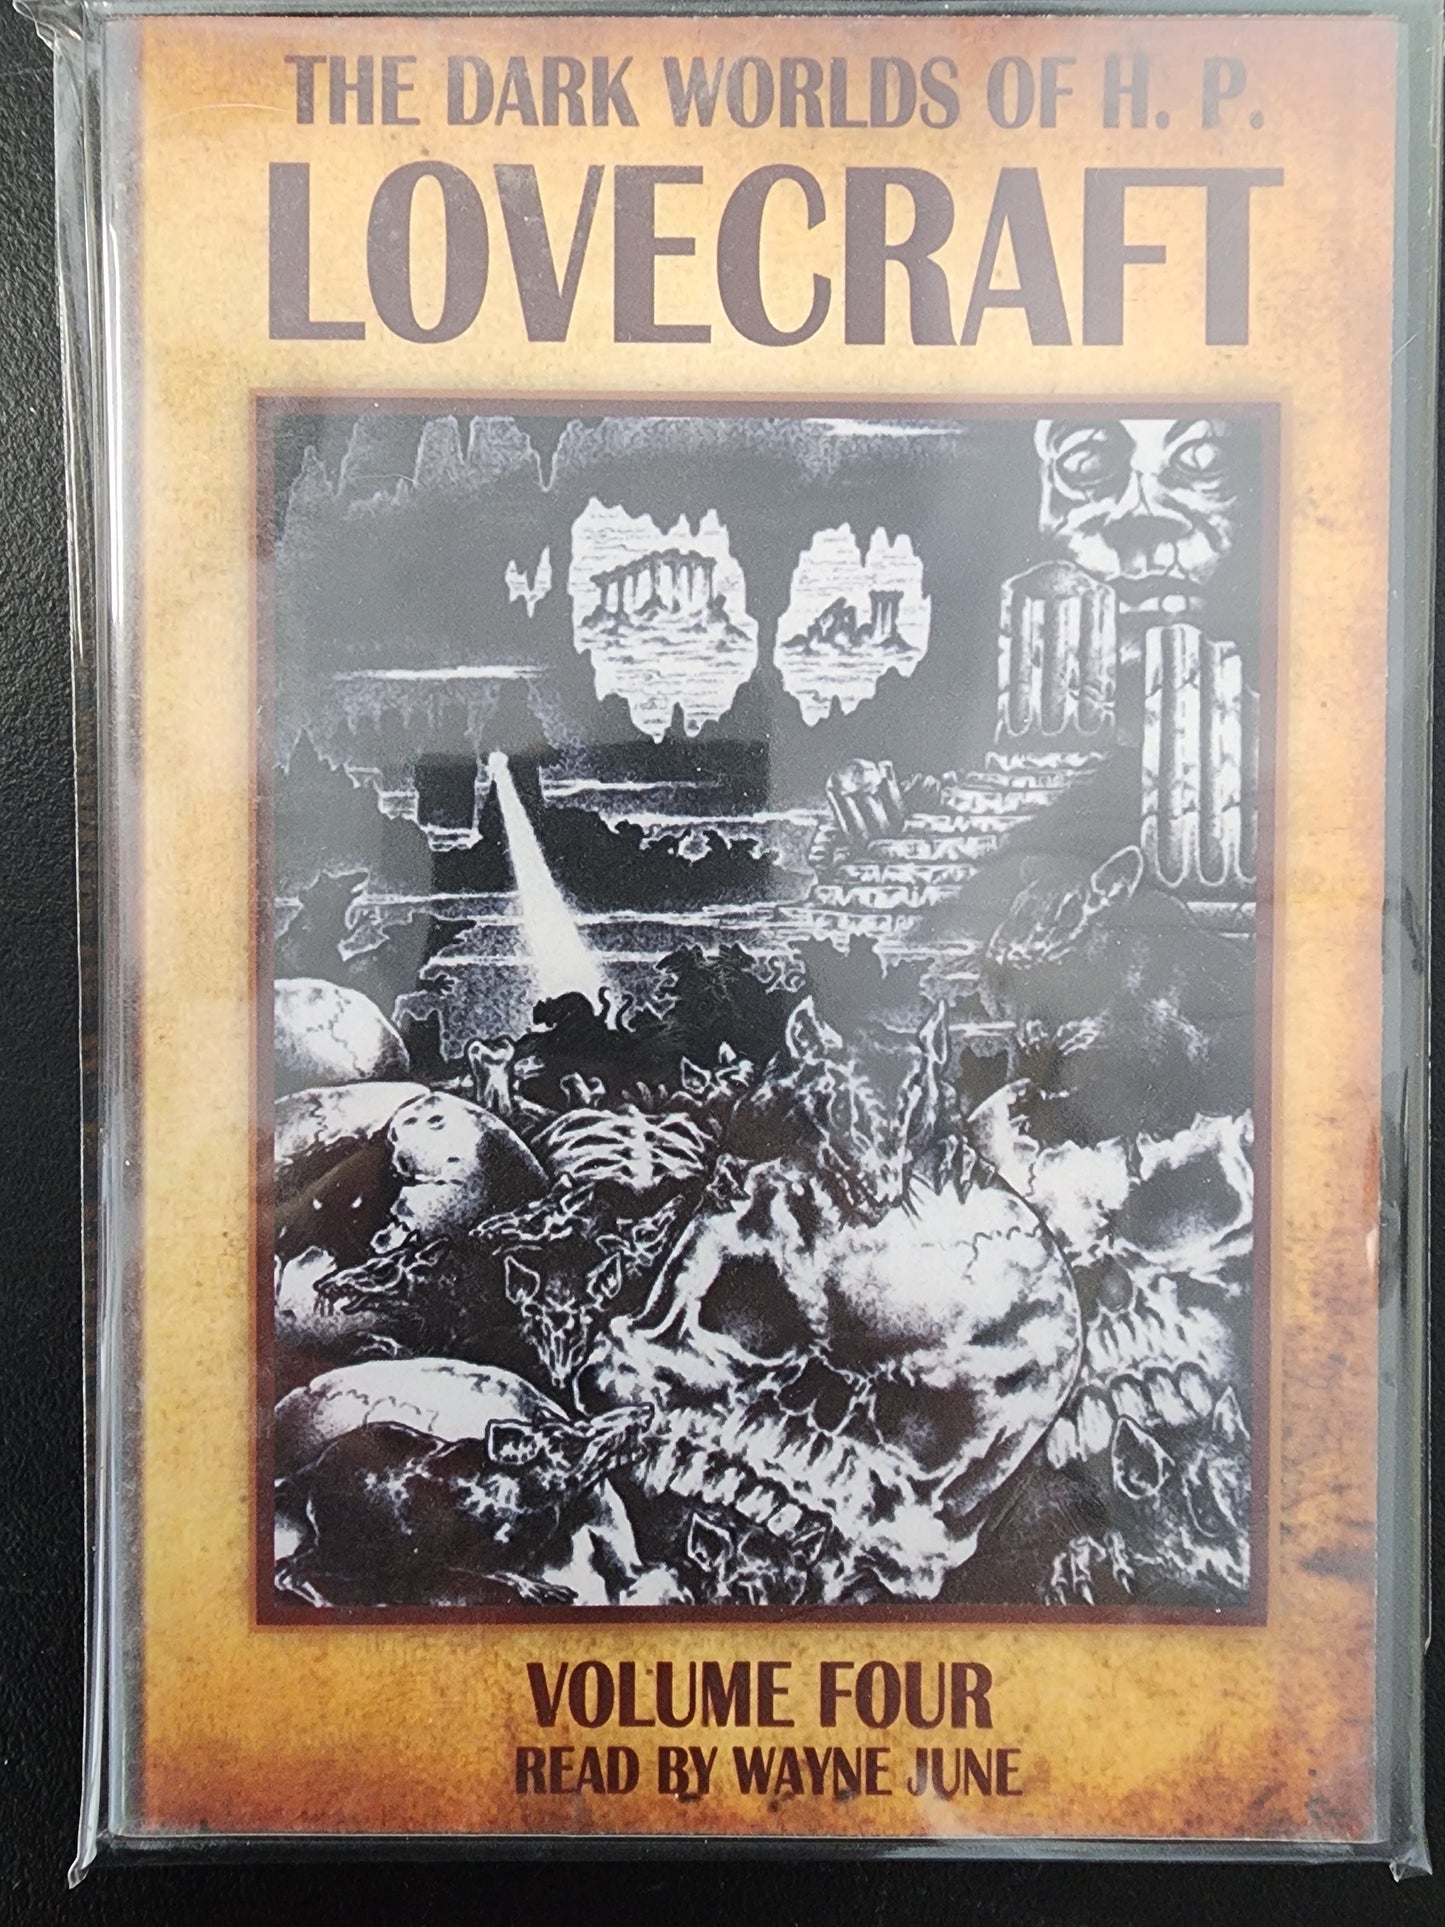 THE DARK WORLDS OF H. P.
LOVECRAFT
VOLUME FOUR
READ BY WAYNE JUNE